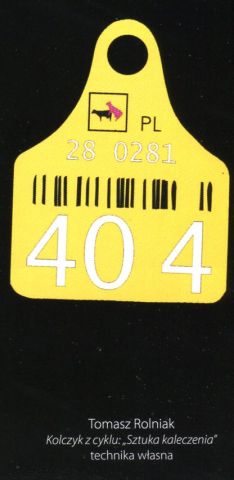 PL
28 0281
40 4
Tomasz Rolniak
Kolczyk z cyklu: „Sztuka kaleczenia”
technika własna